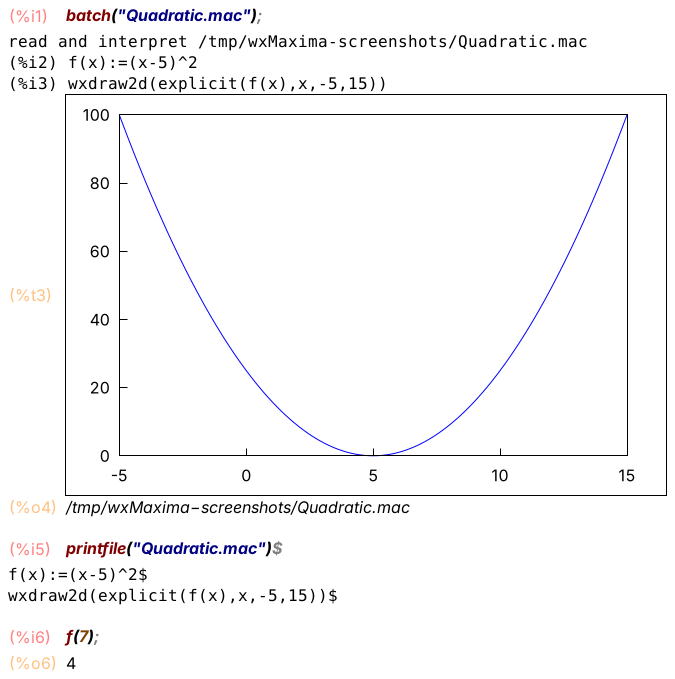 (%i1) batch("Quadratic.mac");
read and interpret /tmp/wxMaxima-screenshots/Quadratic.mac
(%i2) f(x):=(x-5)^2
(%i3) wxdraw2d(explicit(f(x),x,-5,15))
100
80
60
(%t3)
40
20
0
-5 0 5 10 15
(%o4) /tmp/wxMaxima-screenshots/Quadratic.mac
(%i5) printfile("Quadratic.mac")$
f(x):=(x-5)^2$
wxdraw2d(explicit(f(x),x,-5,15))$
(%i6) f(7);
(%o6) 4